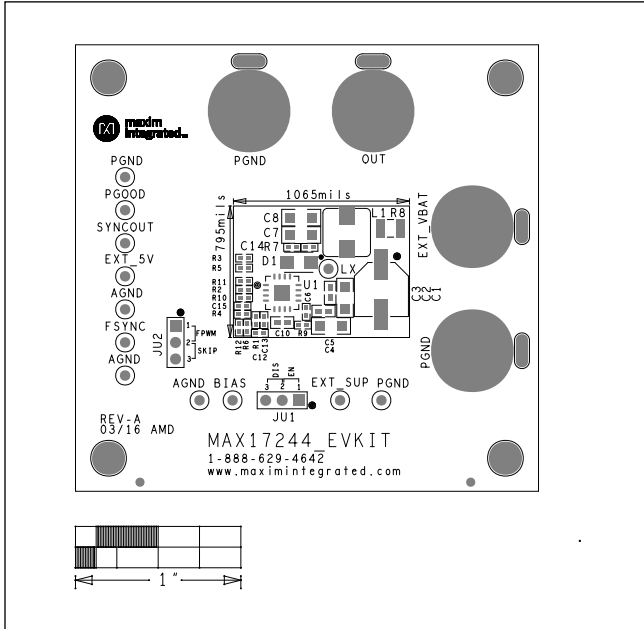 maxim
integrated™
PGND
OUT
PGND
PGOOD
SYNCOUT
EXT_5V
AGND
FSYNC
AGND
1065mils
795mils
C8
C7
C14 R7
D1
L1 R8
LX
U1
C6
R3
R5
R11
R2
R10
C15
R4
R12
R6
R1
C12
C13
C10
R9
C5
C4
C3
C2
C1
EXT_VBAT
PGND
JU2
1
2
3
FPWM
SKIP
AGND BIAS
DIS
EN
3 2 1
JU1
EXT_SUP PGND
REV-A
03/16 AMD
MAX17244_EVKIT
1-888-629-4642
www.maximintegrated.com
1"